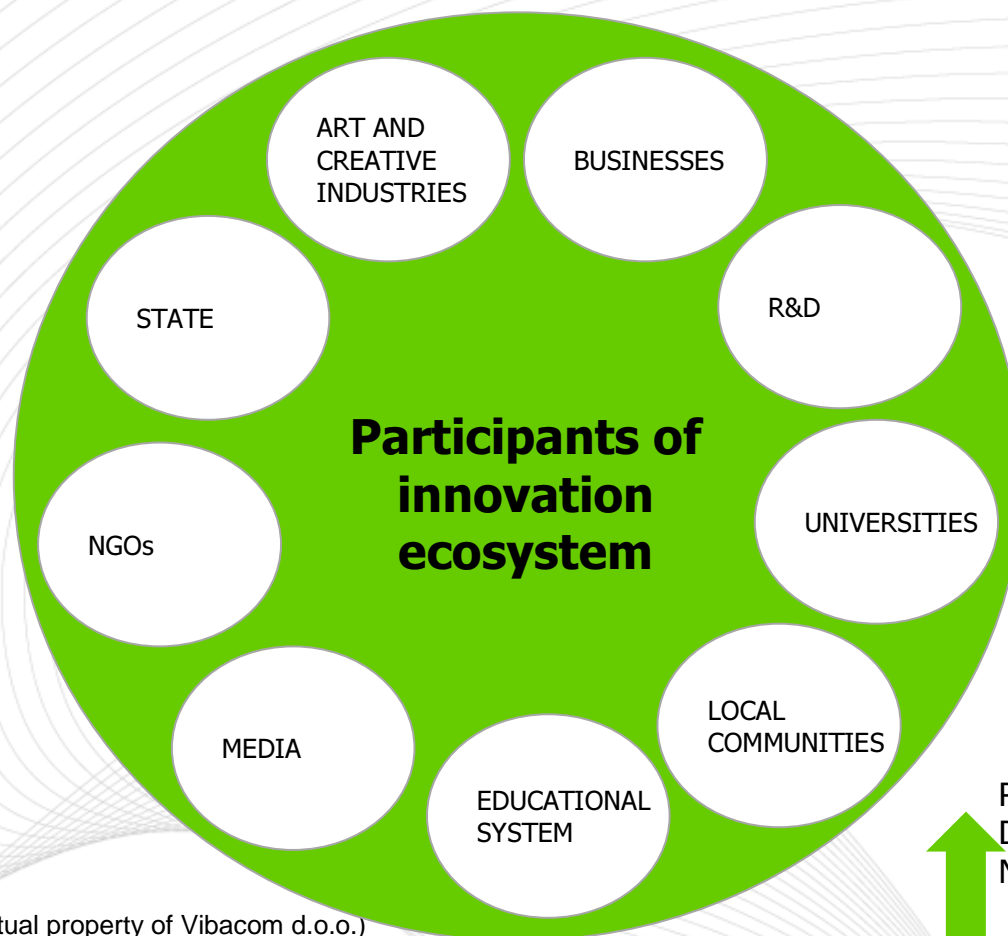 ART AND
CREATIVE
INDUSTRIES
BUSINESSES
STATE
R&D
Participants of
innovation
ecosystem
NGOs
UNIVERSITIES
MEDIA
LOCAL
COMMUNITIES
EDUCATIONAL
SYSTEM
property of Vibacom d.o.o.)